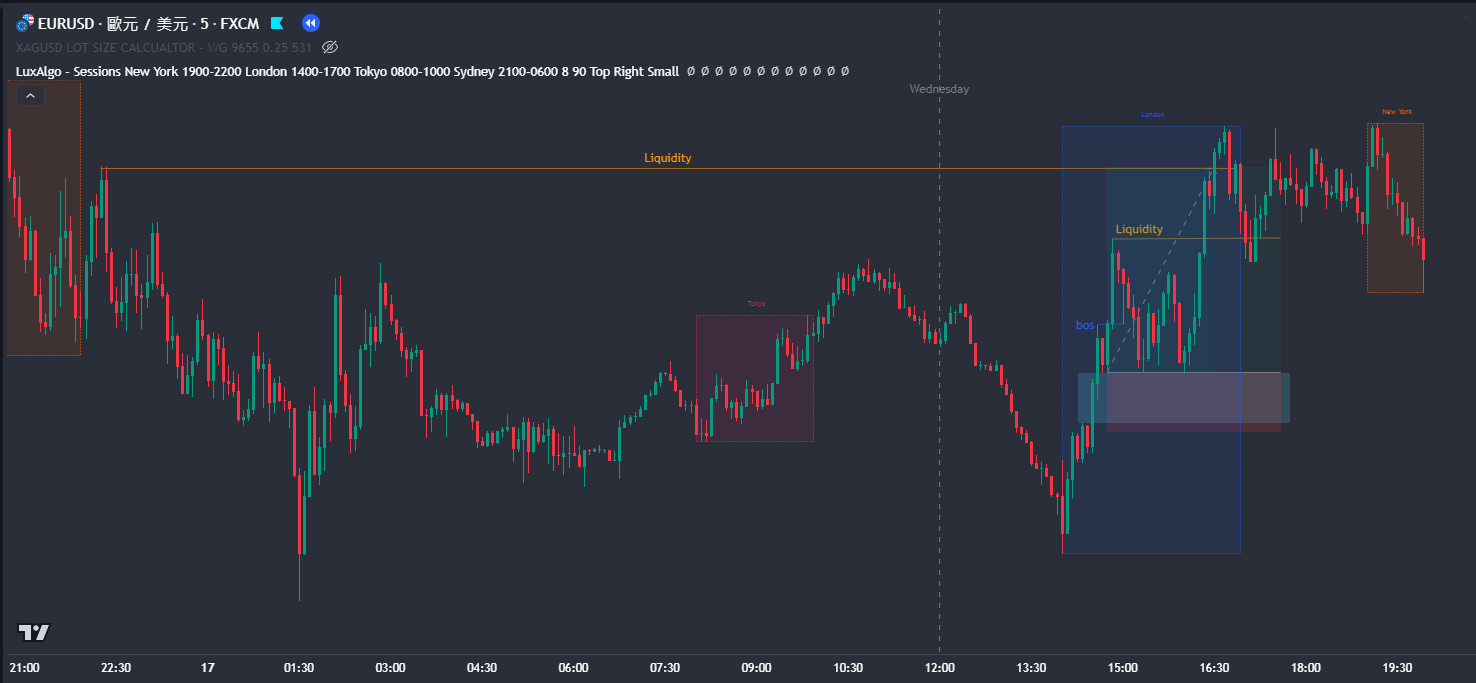 EURUSD · 歐元 / 美元 · 5 · FXCM
XAGUSD LOT SIZE CALCUALTOR - WG 9655 0.25 531
LuxAlgo - Sessions New York 1900-2200 London 1400-1700 Tokyo 0800-1000 Sydney 2100-0600 8 90 Top Right Small Ø Ø Ø Ø Ø Ø Ø Ø Ø Ø Ø Ø
Wednesday
New York
London
Liquidity
Liquidity
Tokyo
bos
21:00 22:30 17 01:30 03:00 04:30 06:00 07:30 09:00 10:30 12:00 13:30 15:00 16:30 18:00 19:30